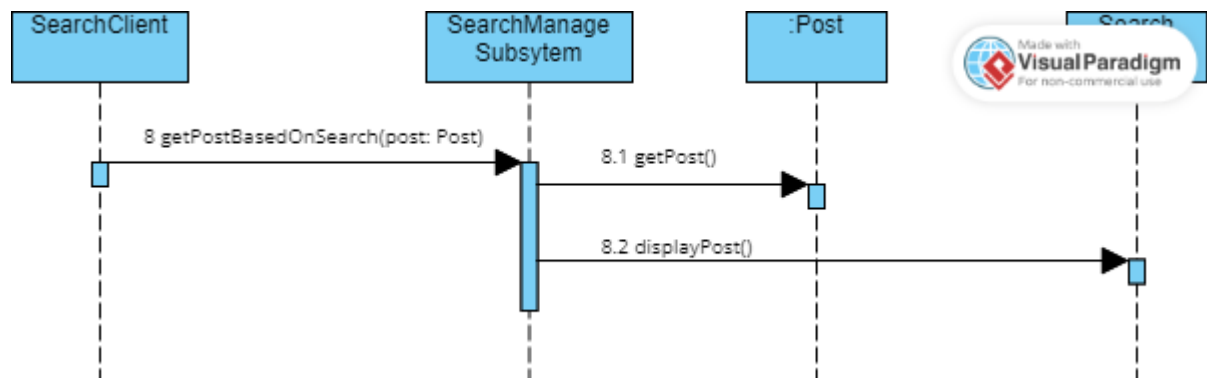 SearchClient
SearchManage
Subsytem
:Post
Search
Made with
Visual Paradigm
For non-commercial use
8 getPostBasedOnSearch(post: Post)
8.1 getPost()
8.2 displayPost()